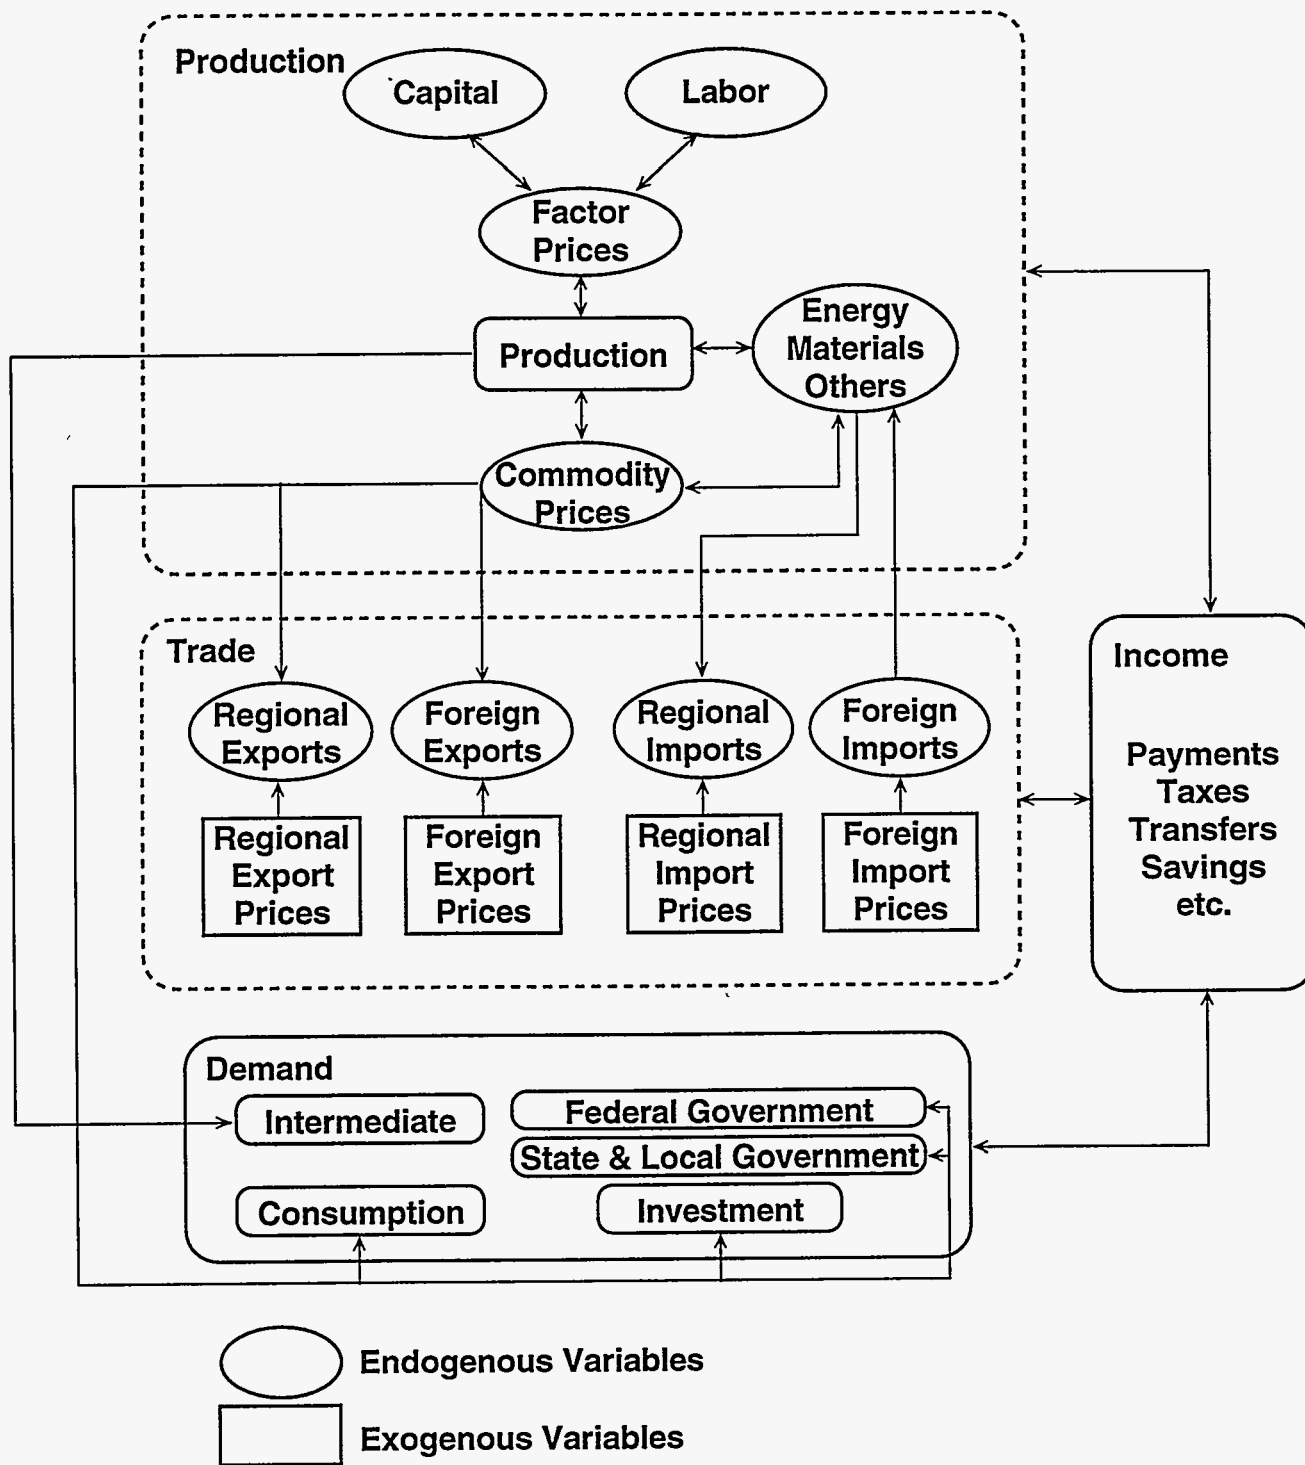 Production
Capital
Labor
Factor
Prices
Production
Energy
Materials
Others
Commodity
Prices
Trade
Regional
Exports
Foreign
Exports
Regional
Imports
Foreign
Imports
Regional
Export
Prices
Foreign
Export
Prices
Regional
Import
Prices
Foreign
Import
Prices
Income
Payments
Taxes
Transfers
Savings
etc.
Demand
Intermediate
Federal Government
State & Local Government
Consumption
Investment
Endogenous Variables
Exogenous Variables